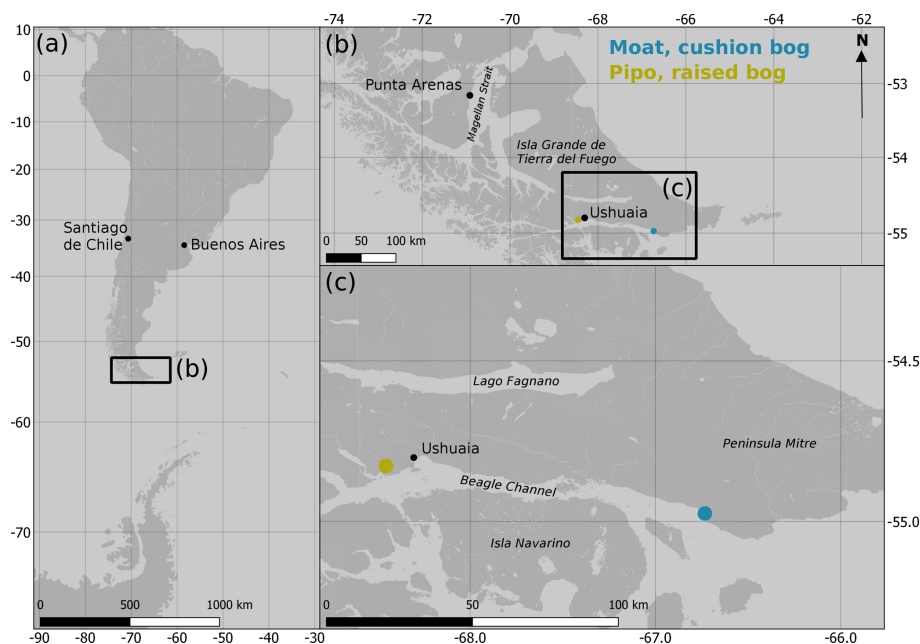 (a)
10
0
-10
-20
-30
-40
-50
-60
-70
Santiago
de Chile
Buenos Aires
(b)
0 500 1000 km
-90 -80 -70 -60 -50 -40 -30
-74 -72 -70 -68 -66 -64 -62
(b)
Moat, cushion bog
Pipo, raised bog
N
Punta Arenas
Magellan Strait
Isla Grande de
Tierra del Fuego
(c)
Ushuaia
0 50 100 km
-53
-54
-55
(c)
Lago Fagnano
Ushuaia
Peninsula Mitre
Beagle Channel
Isla Navarino
0 50 100 km
-54.5
-55.0
-68.0 -67.0 -66.0